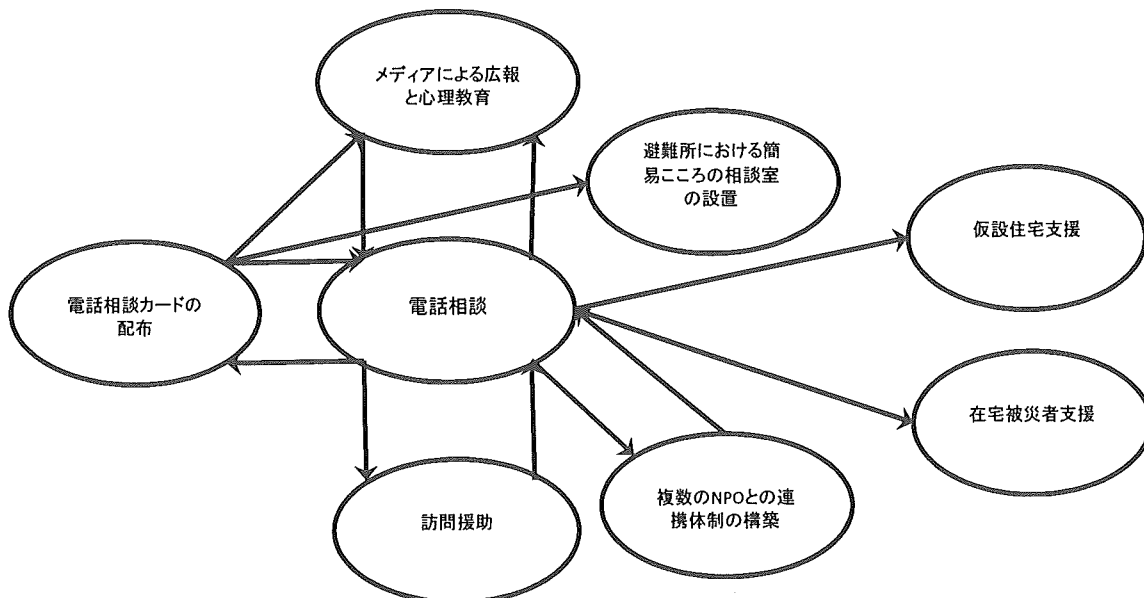 メディアによる広報
と心理教育
避難所における簡
易こころの相談室
の設置
仮設住宅支援
電話相談カードの
配布
電話相談
在宅被災者支援
訪問援助
複数のNPOとの連
携体制の構築